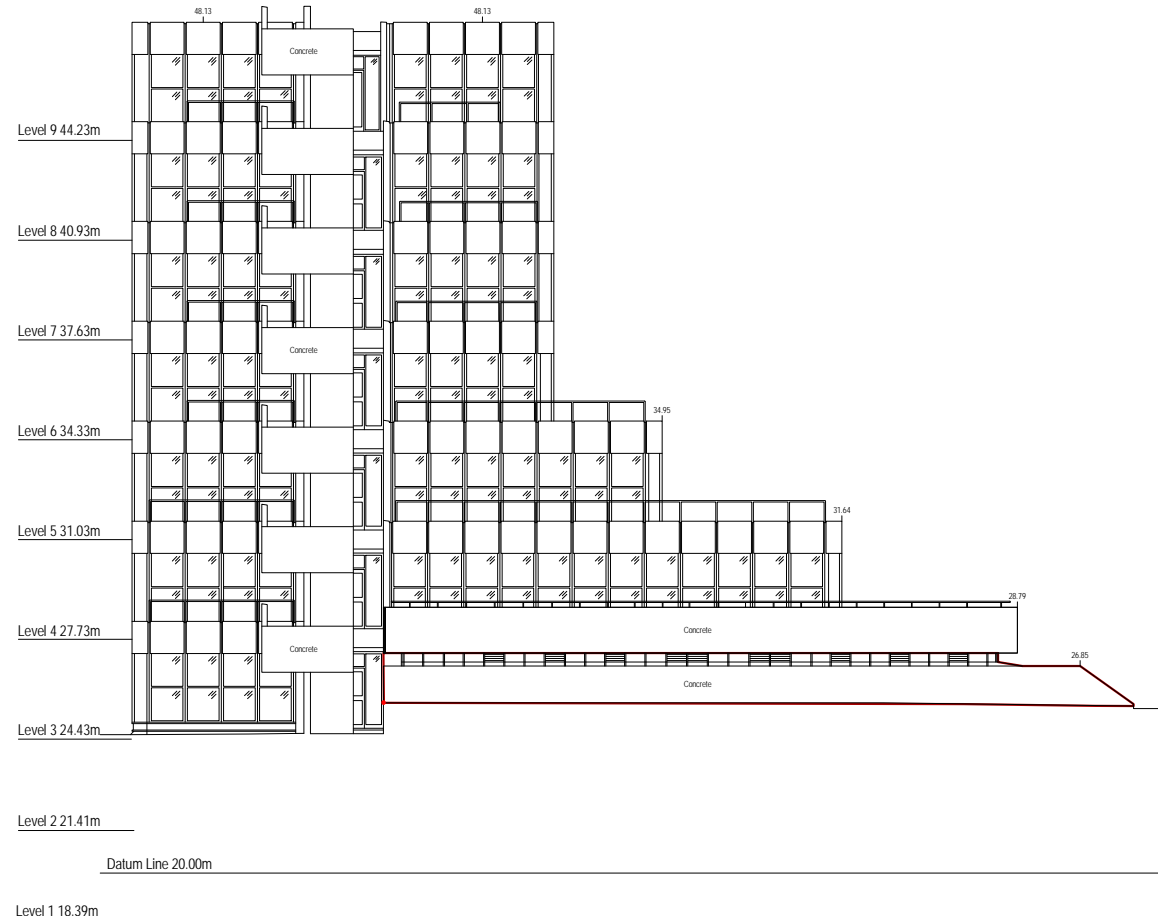 48.13
48.13
Concrete
Level 9 44.23m
Level 8 40.93m
Level 7 37.63m
Concrete
34.95
Level 6 34.33m
31.64
Level 5 31.03m
28.79
Level 4 27.73m
Concrete
Concrete
26.85
Concrete
Level 3 24.43m
Level 2 21.41m
Datum Line 20.00m
Level 1 18.39m